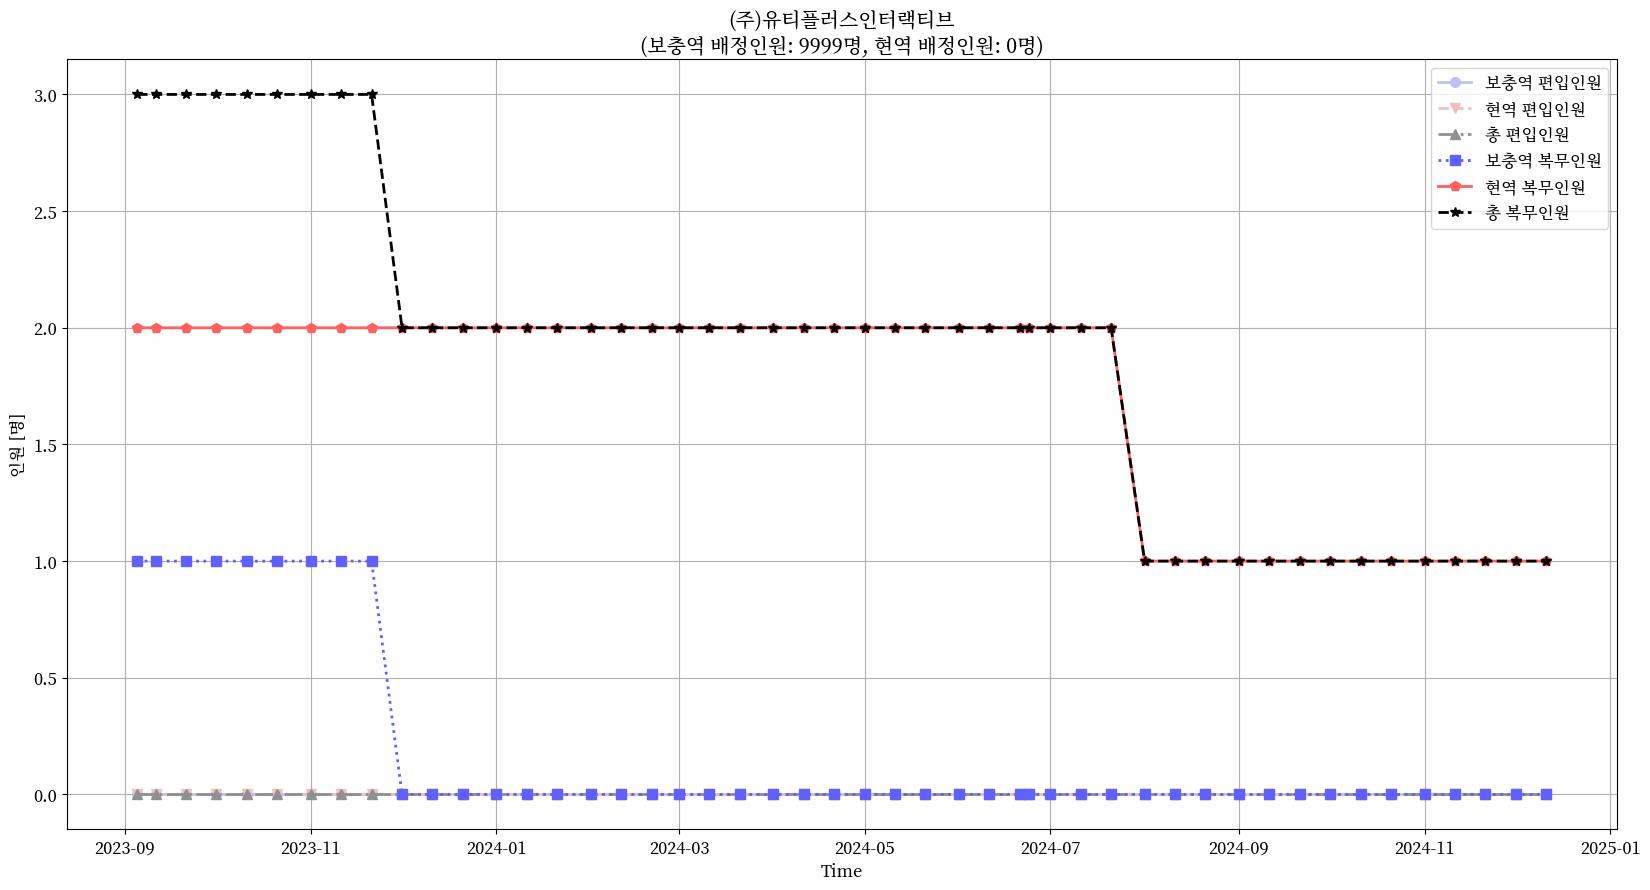 (주)유티플러스인터랙티브
(보충역 배정인원: 9999명, 현역 배정인원: 0명)
보충역 편입인원
현역 편입인원
총 편입인원
보충역 복무인원
현역 복무인원
총 복무인원
인원 [명]
3.0
2.5
2.0
1.5
1.0
0.5
0.0
2023-09 2023-11 2024-01 2024-03 2024-05 2024-07 2024-09 2024-11 2025-01
Time